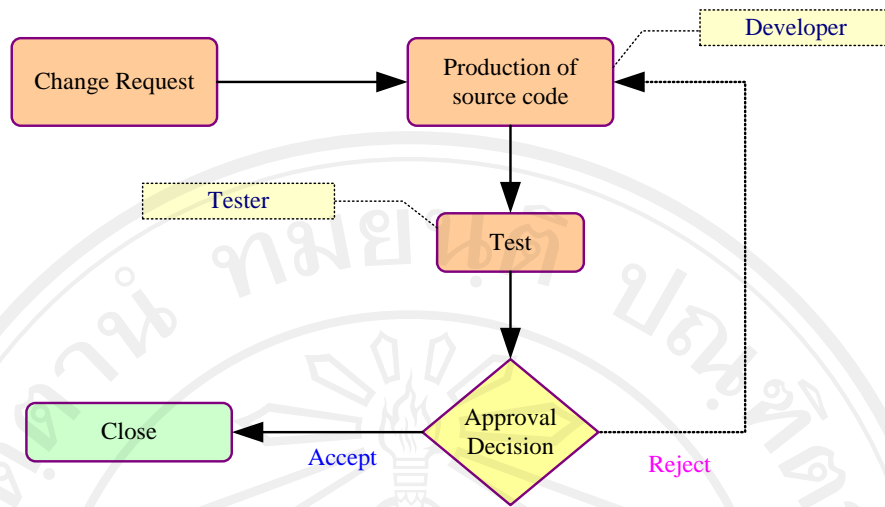 Developer
Change Request
Production of
source code
Tester
Test
Approval
Decision
Close
Accept
Reject